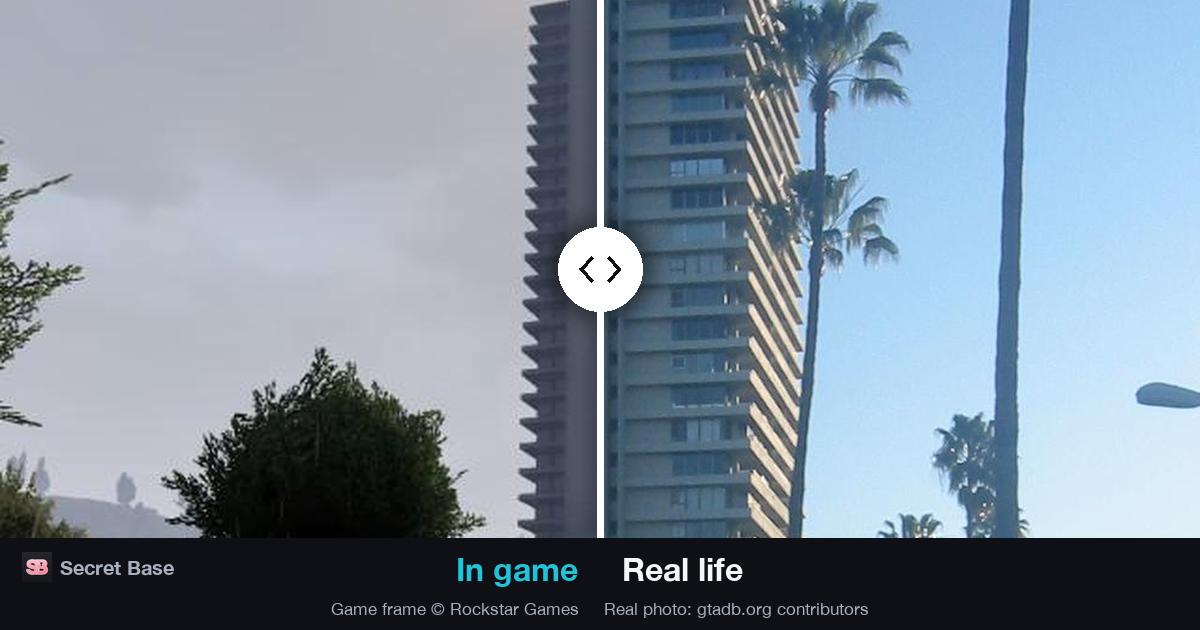 SB Secret Base
In game Real life
Game frame © Rockstar Games Real photo: gtadb.org contributors